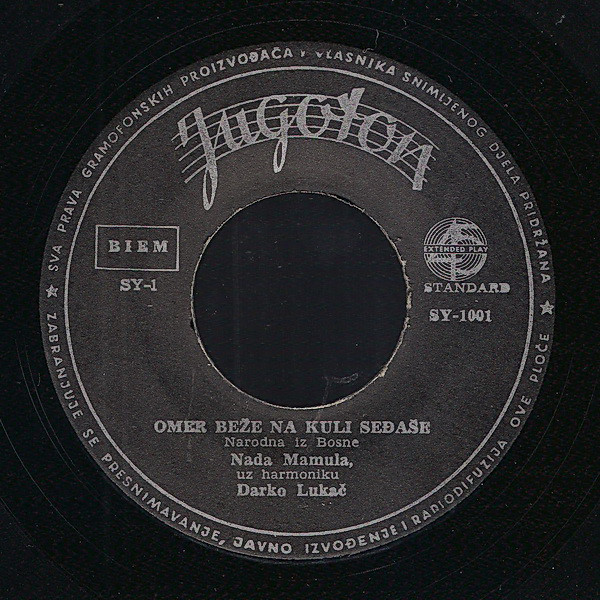 SVA PRAVA GRAMOFONSKIH PROIZVOĐAČA I VLASNIKA SNIMLJENOG DJELA PRIDRŽANA
Jugoton
BIEM
SY-1
45
EXTENDED PLAY
STANDARD
SY-1001
OMER BEŽE NA KULI SEĐAŠE
Narodna iz Bosne
Nada Mamula,
uz harmoniku
Darko Lukač
ZABRANJUJE SE PRESNIMAVANJE, JAVNO IZVOĐENJE I RADIODIFUZIJA OVE PLOČE